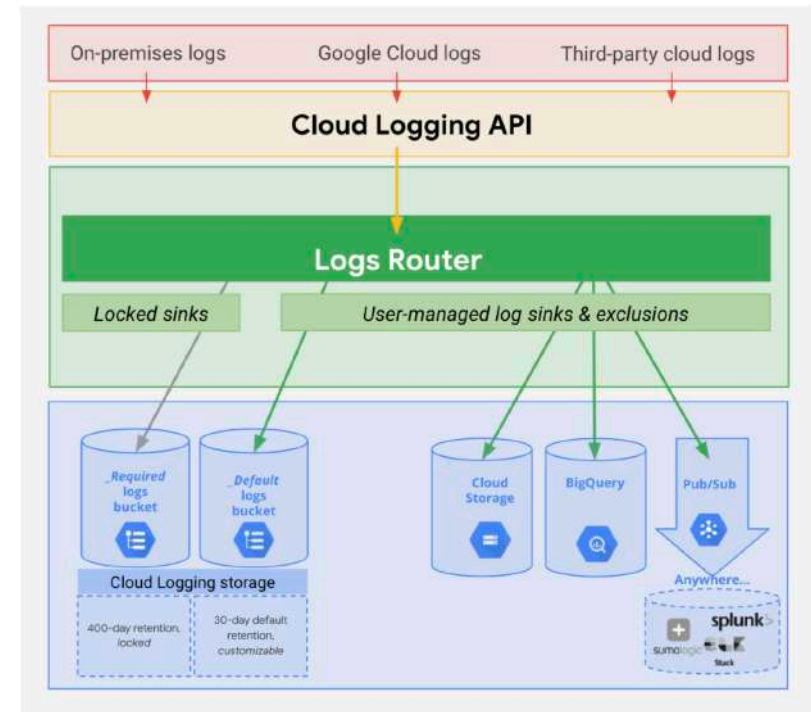 On-premises logs
Google Cloud logs
Third-party cloud logs
Cloud Logging API
Logs Router
Locked sinks
User-managed log sinks & exclusions
_Required
logs
bucket
_Default
logs
bucket
Cloud
Storage
BigQuery
Pub/Sub
Cloud Logging storage
400-day retention,
locked
30-day default
retention,
customizable
Anywhere...
sumologic
splunk>
Stack